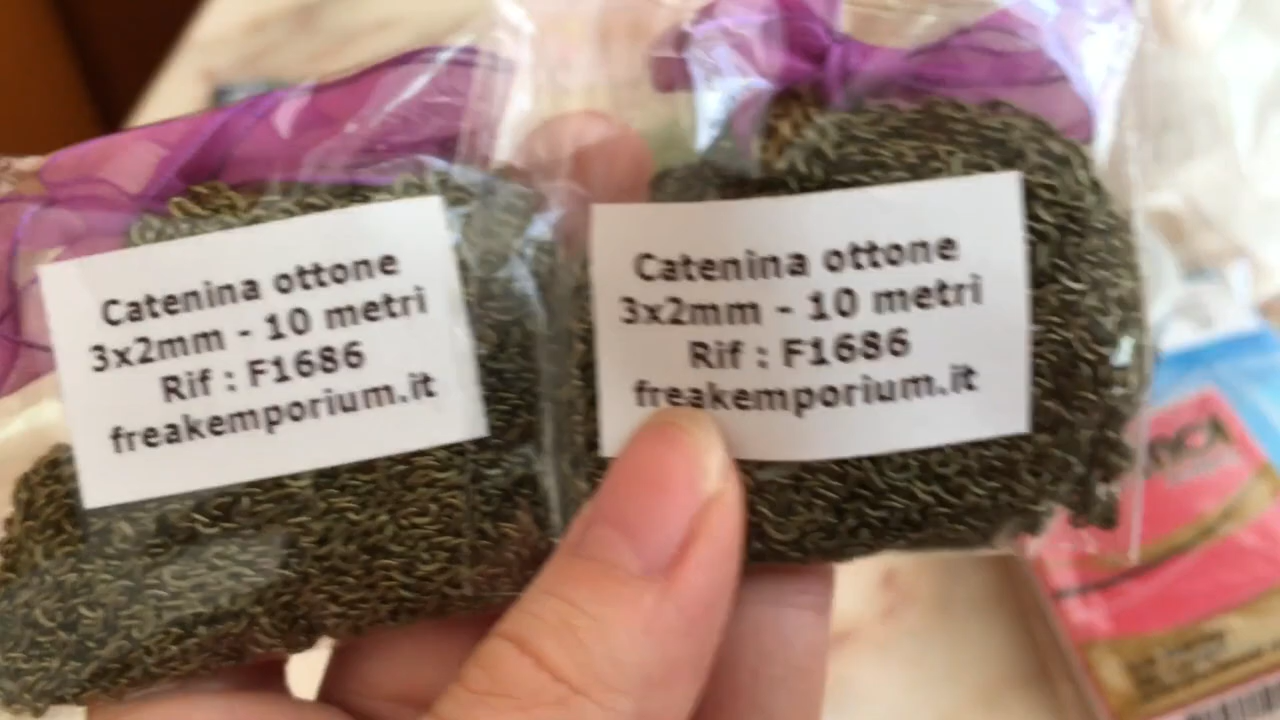 Catenina ottone
3x2mm - 10 metri
Rif : F1686
freakemporium.it
Catenina ottone
3x2mm - 10 metri
Rif : F1686
freakemporium.it